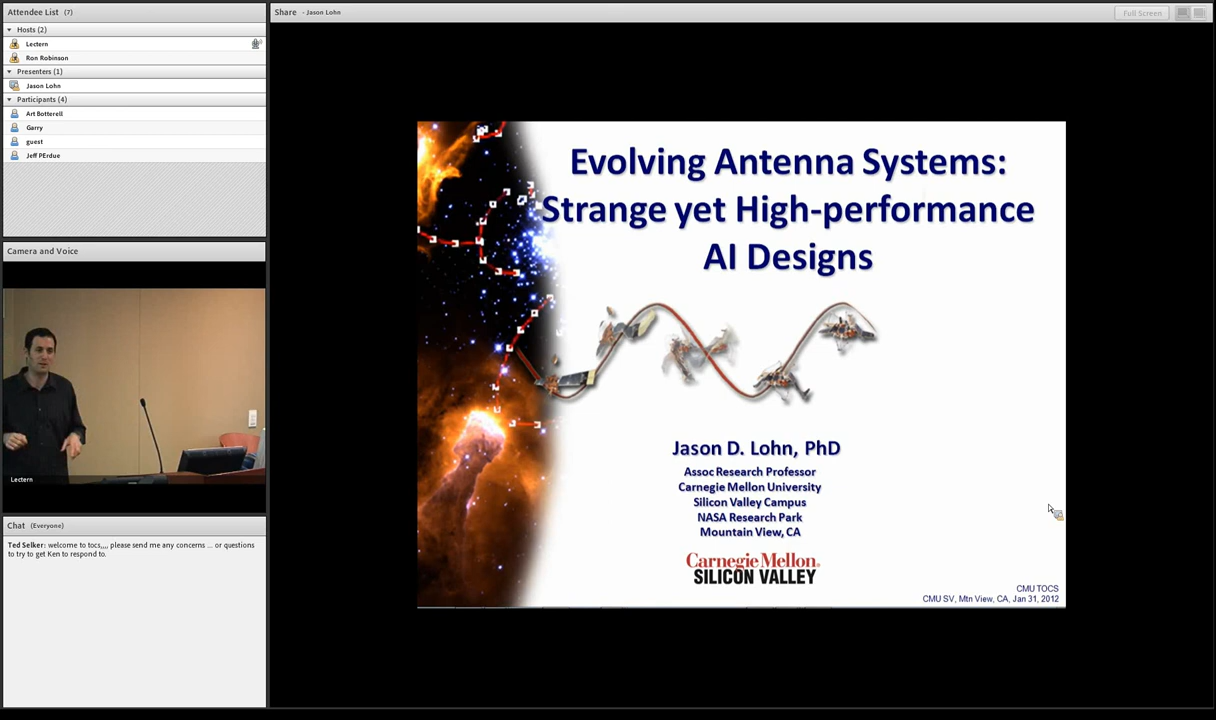 Attendee List (7)
Hosts (2)
Lectern
Ron Robinson
Presenters (1)
Jason Lohn
Participants (4)
Art Botterell
Garry
guest
Jeff PErdue
Camera and Voice
Lectern
Chat (Everyone)
Ted Selker: welcome to tocs,,,, please send me any concerns ... or questions
to try to get Ken to respond to.
Share - Jason Lohn
Full Screen
Evolving Antenna Systems:
Strange yet High-performance
AI Designs
Jason D. Lohn, PhD
Assoc Research Professor
Carnegie Mellon University
Silicon Valley Campus
NASA Research Park
Mountain View, CA
Carnegie Mellon®
SILICON VALLEY
CMU TOCS
CMU SV, Mtn View, CA, Jan 31, 2012